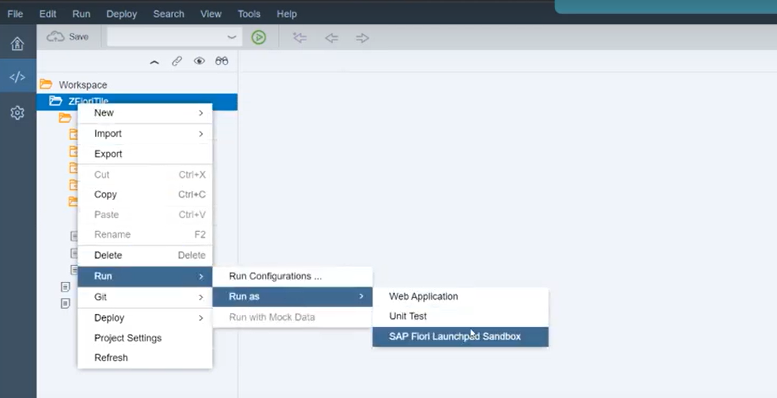 File Edit Run Deploy Search View Tools Help
Save
Workspace
ZFioriTile
New
Import
Export
Cut Ctrl+X
Copy Ctrl+C
Paste Ctrl+V
Rename F2
Delete Delete
Run
Git
Deploy
Project Settings
Refresh
Run Configurations ...
Run as
Run with Mock Data
Web Application
Unit Test
SAP Fiori Launchpad Sandbox